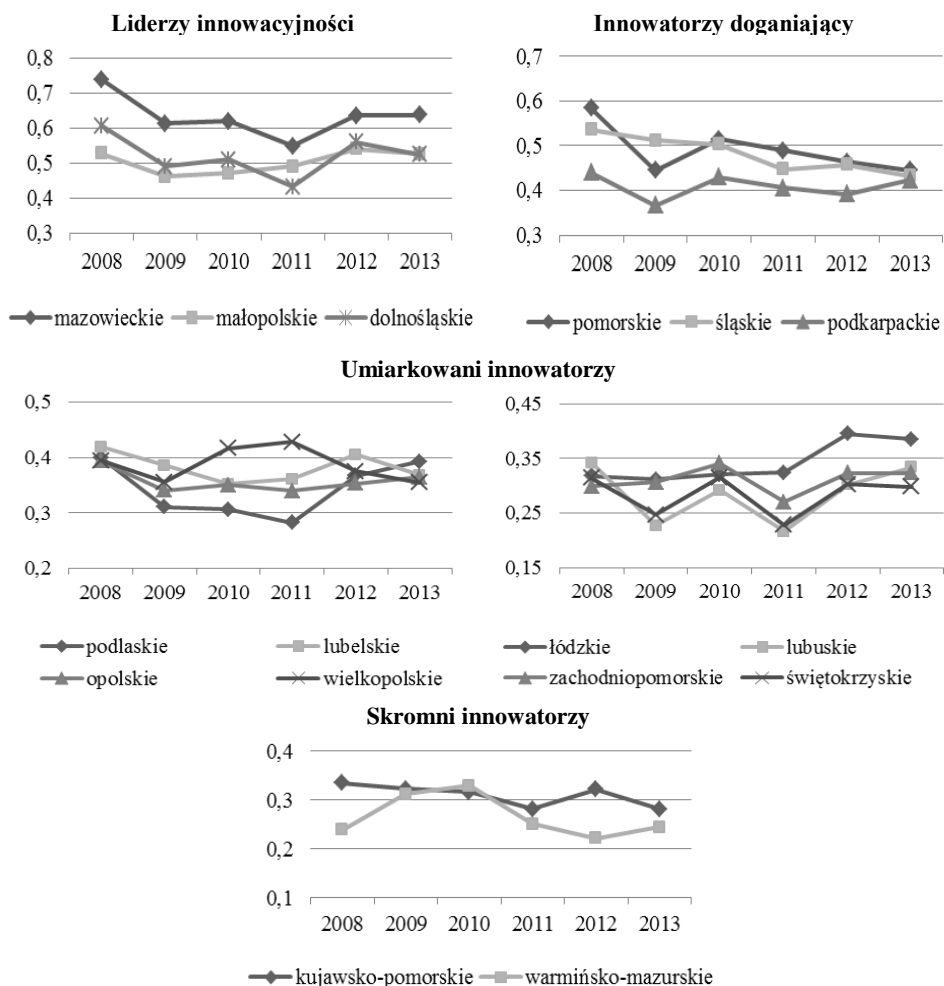 Liderzy innowacyjności
0,8
0,7
0,6
0,5
0,4
0,3
2008 2009 2010 2011 2012 2013
mazowieckie małopolskie dolnośląskie
Innowatorzy doganiający
0,7
0,6
0,5
0,4
0,3
2008 2009 2010 2011 2012 2013
pomorskie śląskie podkarpackie
Umiarkowani innowatorzy
0,5
0,4
0,3
0,2
2008 2009 2010 2011 2012 2013
podlaskie lubelskie
opolskie wielkopolskie
0,45
0,35
0,25
0,15
2008 2009 2010 2011 2012 2013
łódzkie lubuskie
zachodniopomorskie świętokrzyskie
Skromni innowatorzy
0,4
0,3
0,2
0,1
2008 2009 2010 2011 2012 2013
kujawsko-pomorskie warmińsko-mazurskie